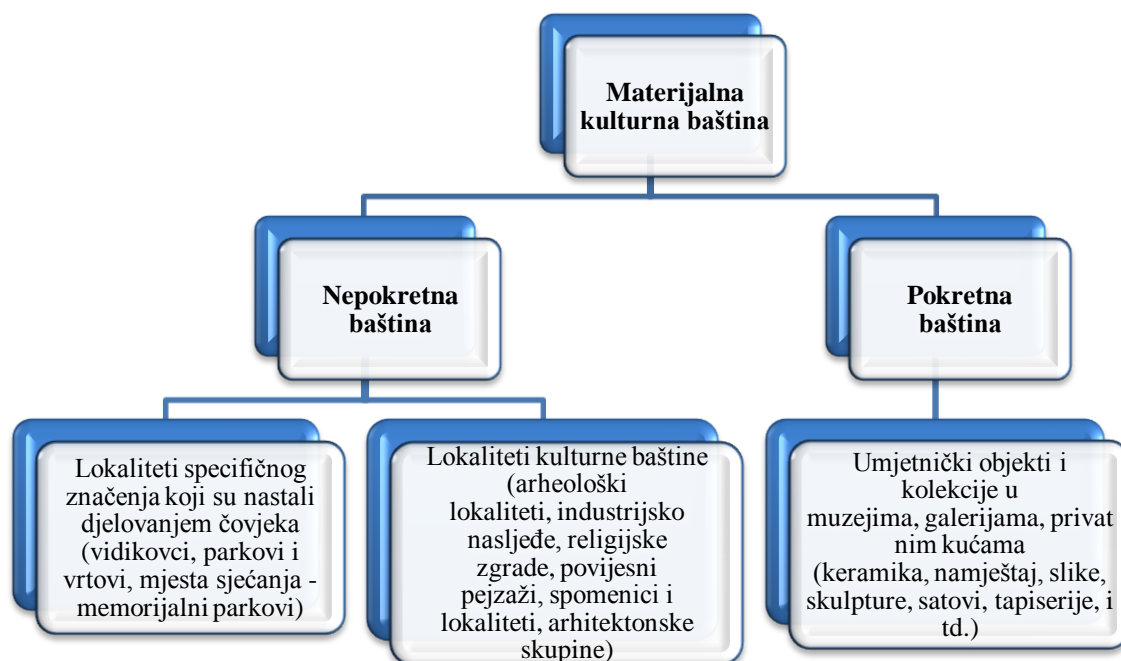 Materijalna
kulturna baština
Nepokretna
baština
Pokretna
baština
Lokaliteti specifičnog
značenja koji su nastali
djelovanjem čovjeka
(vidikovci, parkovi i
vrtovi, mjesta sjećanja -
memorijalni parkovi)
Lokaliteti kulturne baštine
(arheološki
lokaliteti, industrijsko
nasljeđe, religijske
zgrade, povijesni
pejzaži, spomenici i
lokaliteti, arhitektonske
skupine)
Umjetnički objekti i
kolekcije u
muzejima, galerijama, privat
nim kućama
(keramika, namještaj, slike,
skulpture, satovi, tapiserije, i
td.)